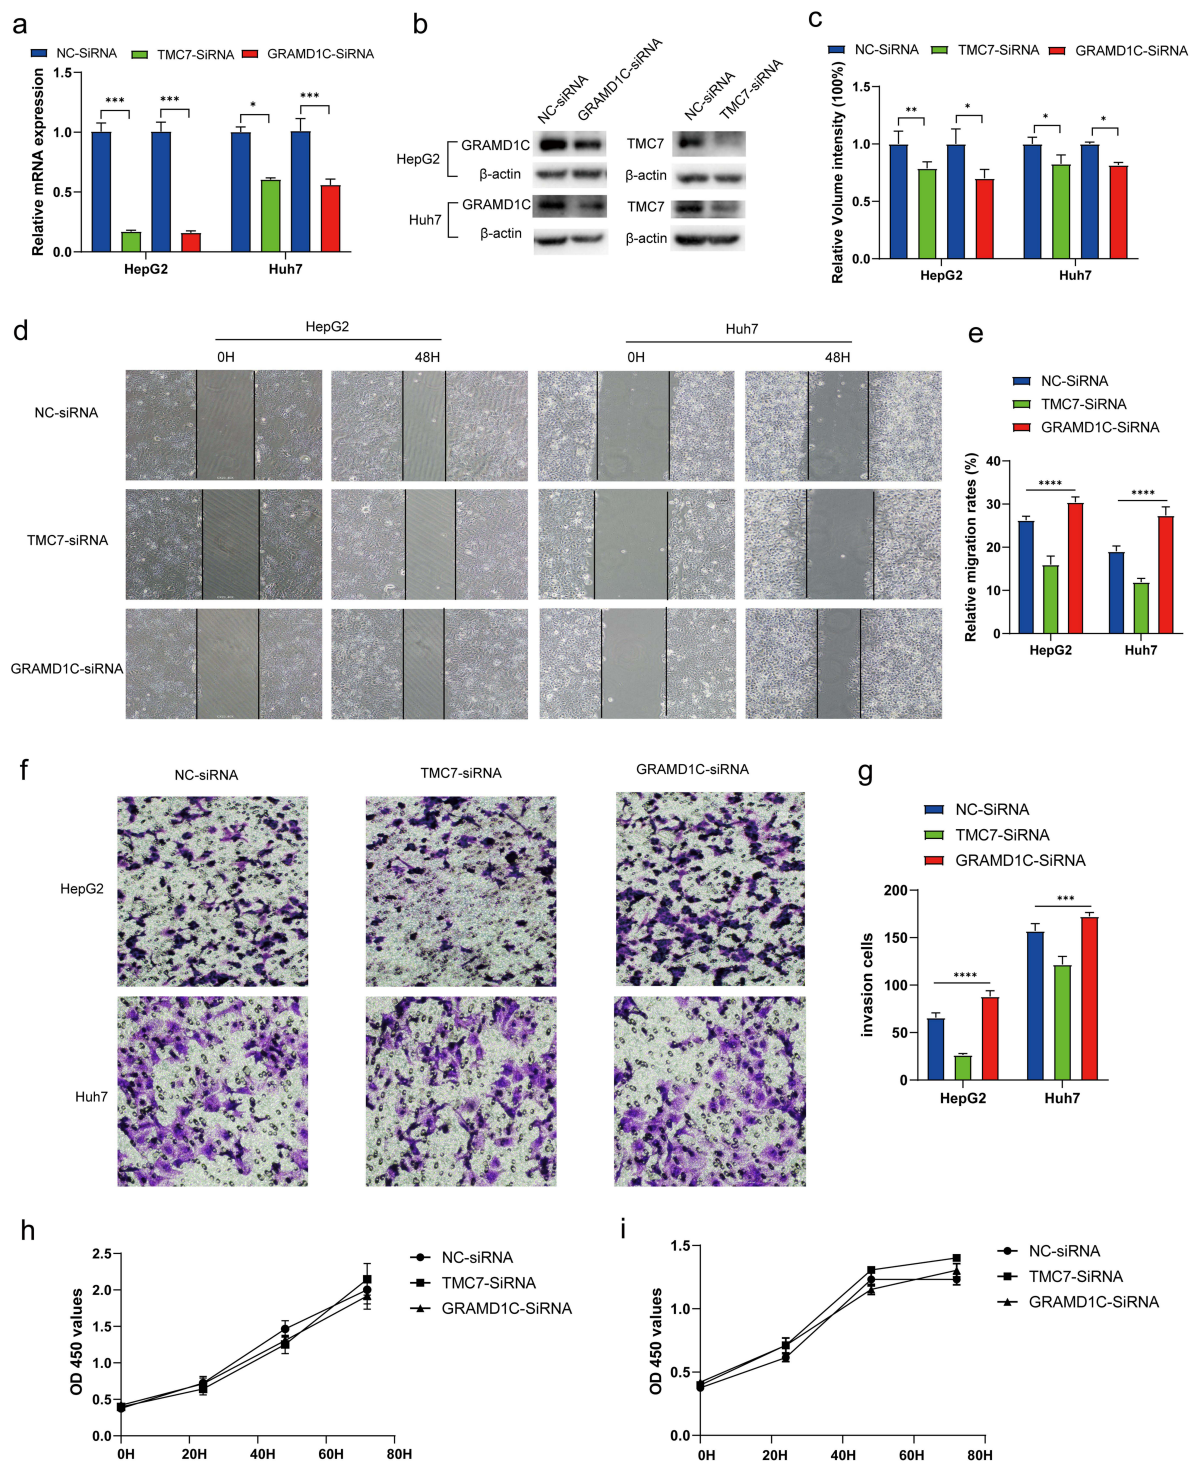 a
NC-SiRNA TMC7-SiRNA GRAMD1C-SiRNA
Relative mRNA expression
1.5
1.0
0.5
0.0
*** *** * ***
HepG2 Huh7
b
NC-siRNA GRAMD1C-siRNA NC-siRNA TMC7-siRNA
HepG2
GRAMD1C TMC7
β-actin β-actin
Huh7
GRAMD1C TMC7
β-actin β-actin
c
NC-SiRNA TMC7-SiRNA GRAMD1C-SiRNA
Relative Volume intensity (100%)
1.5
1.0
0.5
0.0
** * * *
HepG2 Huh7
d
HepG2 Huh7
0H 48H 0H 48H
NC-siRNA
TMC7-siRNA
GRAMD1C-siRNA
e
NC-SiRNA
TMC7-SiRNA
GRAMD1C-SiRNA
Relative migration rates (%)
40
30
20
10
0
**** ****
HepG2 Huh7
f
NC-siRNA TMC7-siRNA GRAMD1C-siRNA
HepG2
Huh7
g
NC-SiRNA
TMC7-SiRNA
GRAMD1C-SiRNA
invasion cells
200
150
100
50
0
**** ***
HepG2 Huh7
h
OD 450 values
2.5
2.0
1.5
1.0
0.5
0.0
0H 20H 40H 60H 80H
NC-siRNA
TMC7-SiRNA
GRAMD1C-SiRNA
i
OD 450 values
1.5
1.0
0.5
0.0
0H 20H 40H 60H 80H
NC-siRNA
TMC7-SiRNA
GRAMD1C-SiRNA